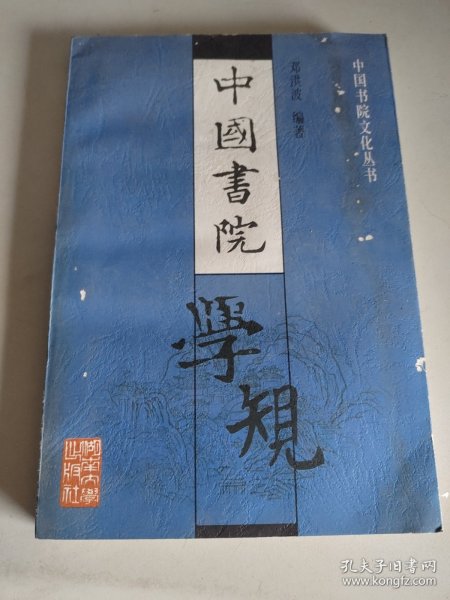 中国书院文化丛书
邓洪波 编著
中國書院
學規
湖南大學
出版社
孔夫子旧书网
www.kongfz.com